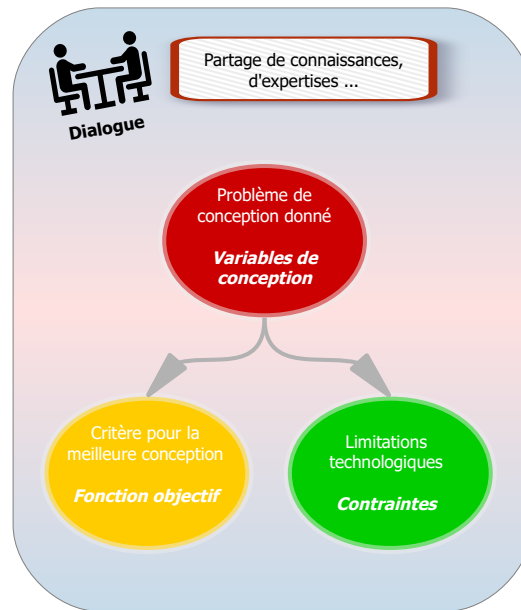 Partage de connaissances,
d'expertises ...
Dialogue
Problème de
conception donné
Variables de
conception
Critère pour la
meilleure conception
Fonction objectif
Limitations
technologiques
Contraintes